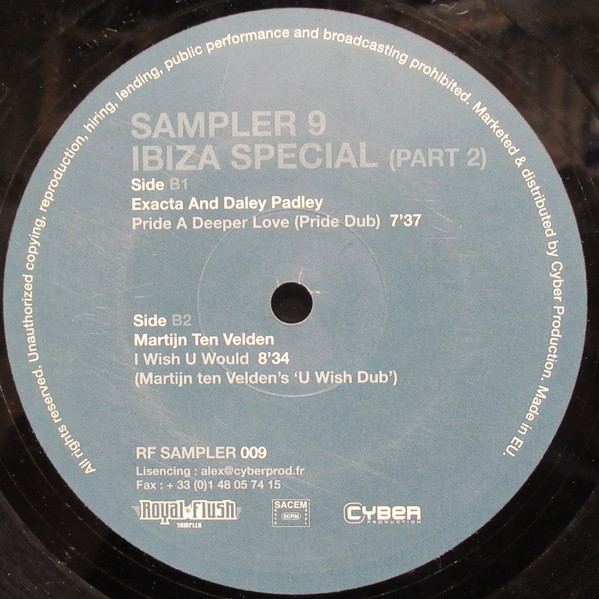 All rights reserved. Unauthorized copying, reproduction, hiring, lending, public performance and broadcasting prohibited. Marketed & distributed by Cyber Production. Made in EU.
SAMPLER 9
IBIZA SPECIAL (PART 2)
Side B1
Exacta And Daley Padley
Pride A Deeper Love (Pride Dub) 7'37
Side B2
Martijn Ten Velden
I Wish U Would 8'34
(Martijn ten Velden's 'U Wish Dub')
RF SAMPLER 009
Lisencing : alex@cyberprod.fr
Fax : + 33 (0)1 48 05 74 15
Royal Flush
SAMPLER
SACEM
SDRM
CYBER
PRODUCTION